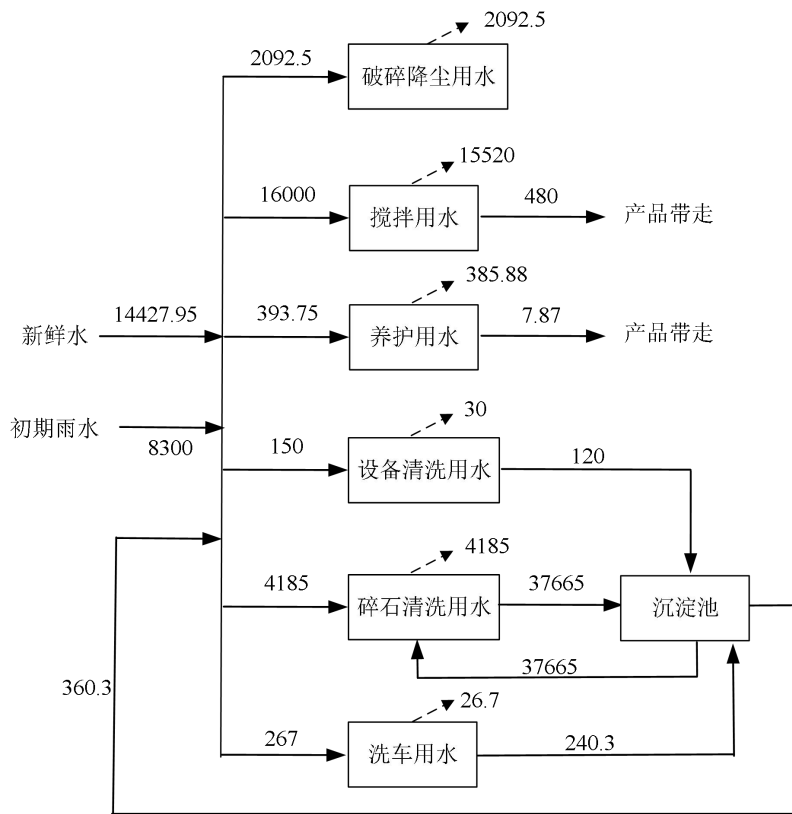 2092.5
2092.5
破碎降尘用水
15520
16000
搅拌用水
480
产品带走
385.88
新鲜水
14427.95
393.75
养护用水
7.87
产品带走
初期雨水
8300
30
150
设备清洗用水
120
4185
4185
碎石清洗用水
37665
沉淀池
37665
360.3
26.7
267
洗车用水
240.3